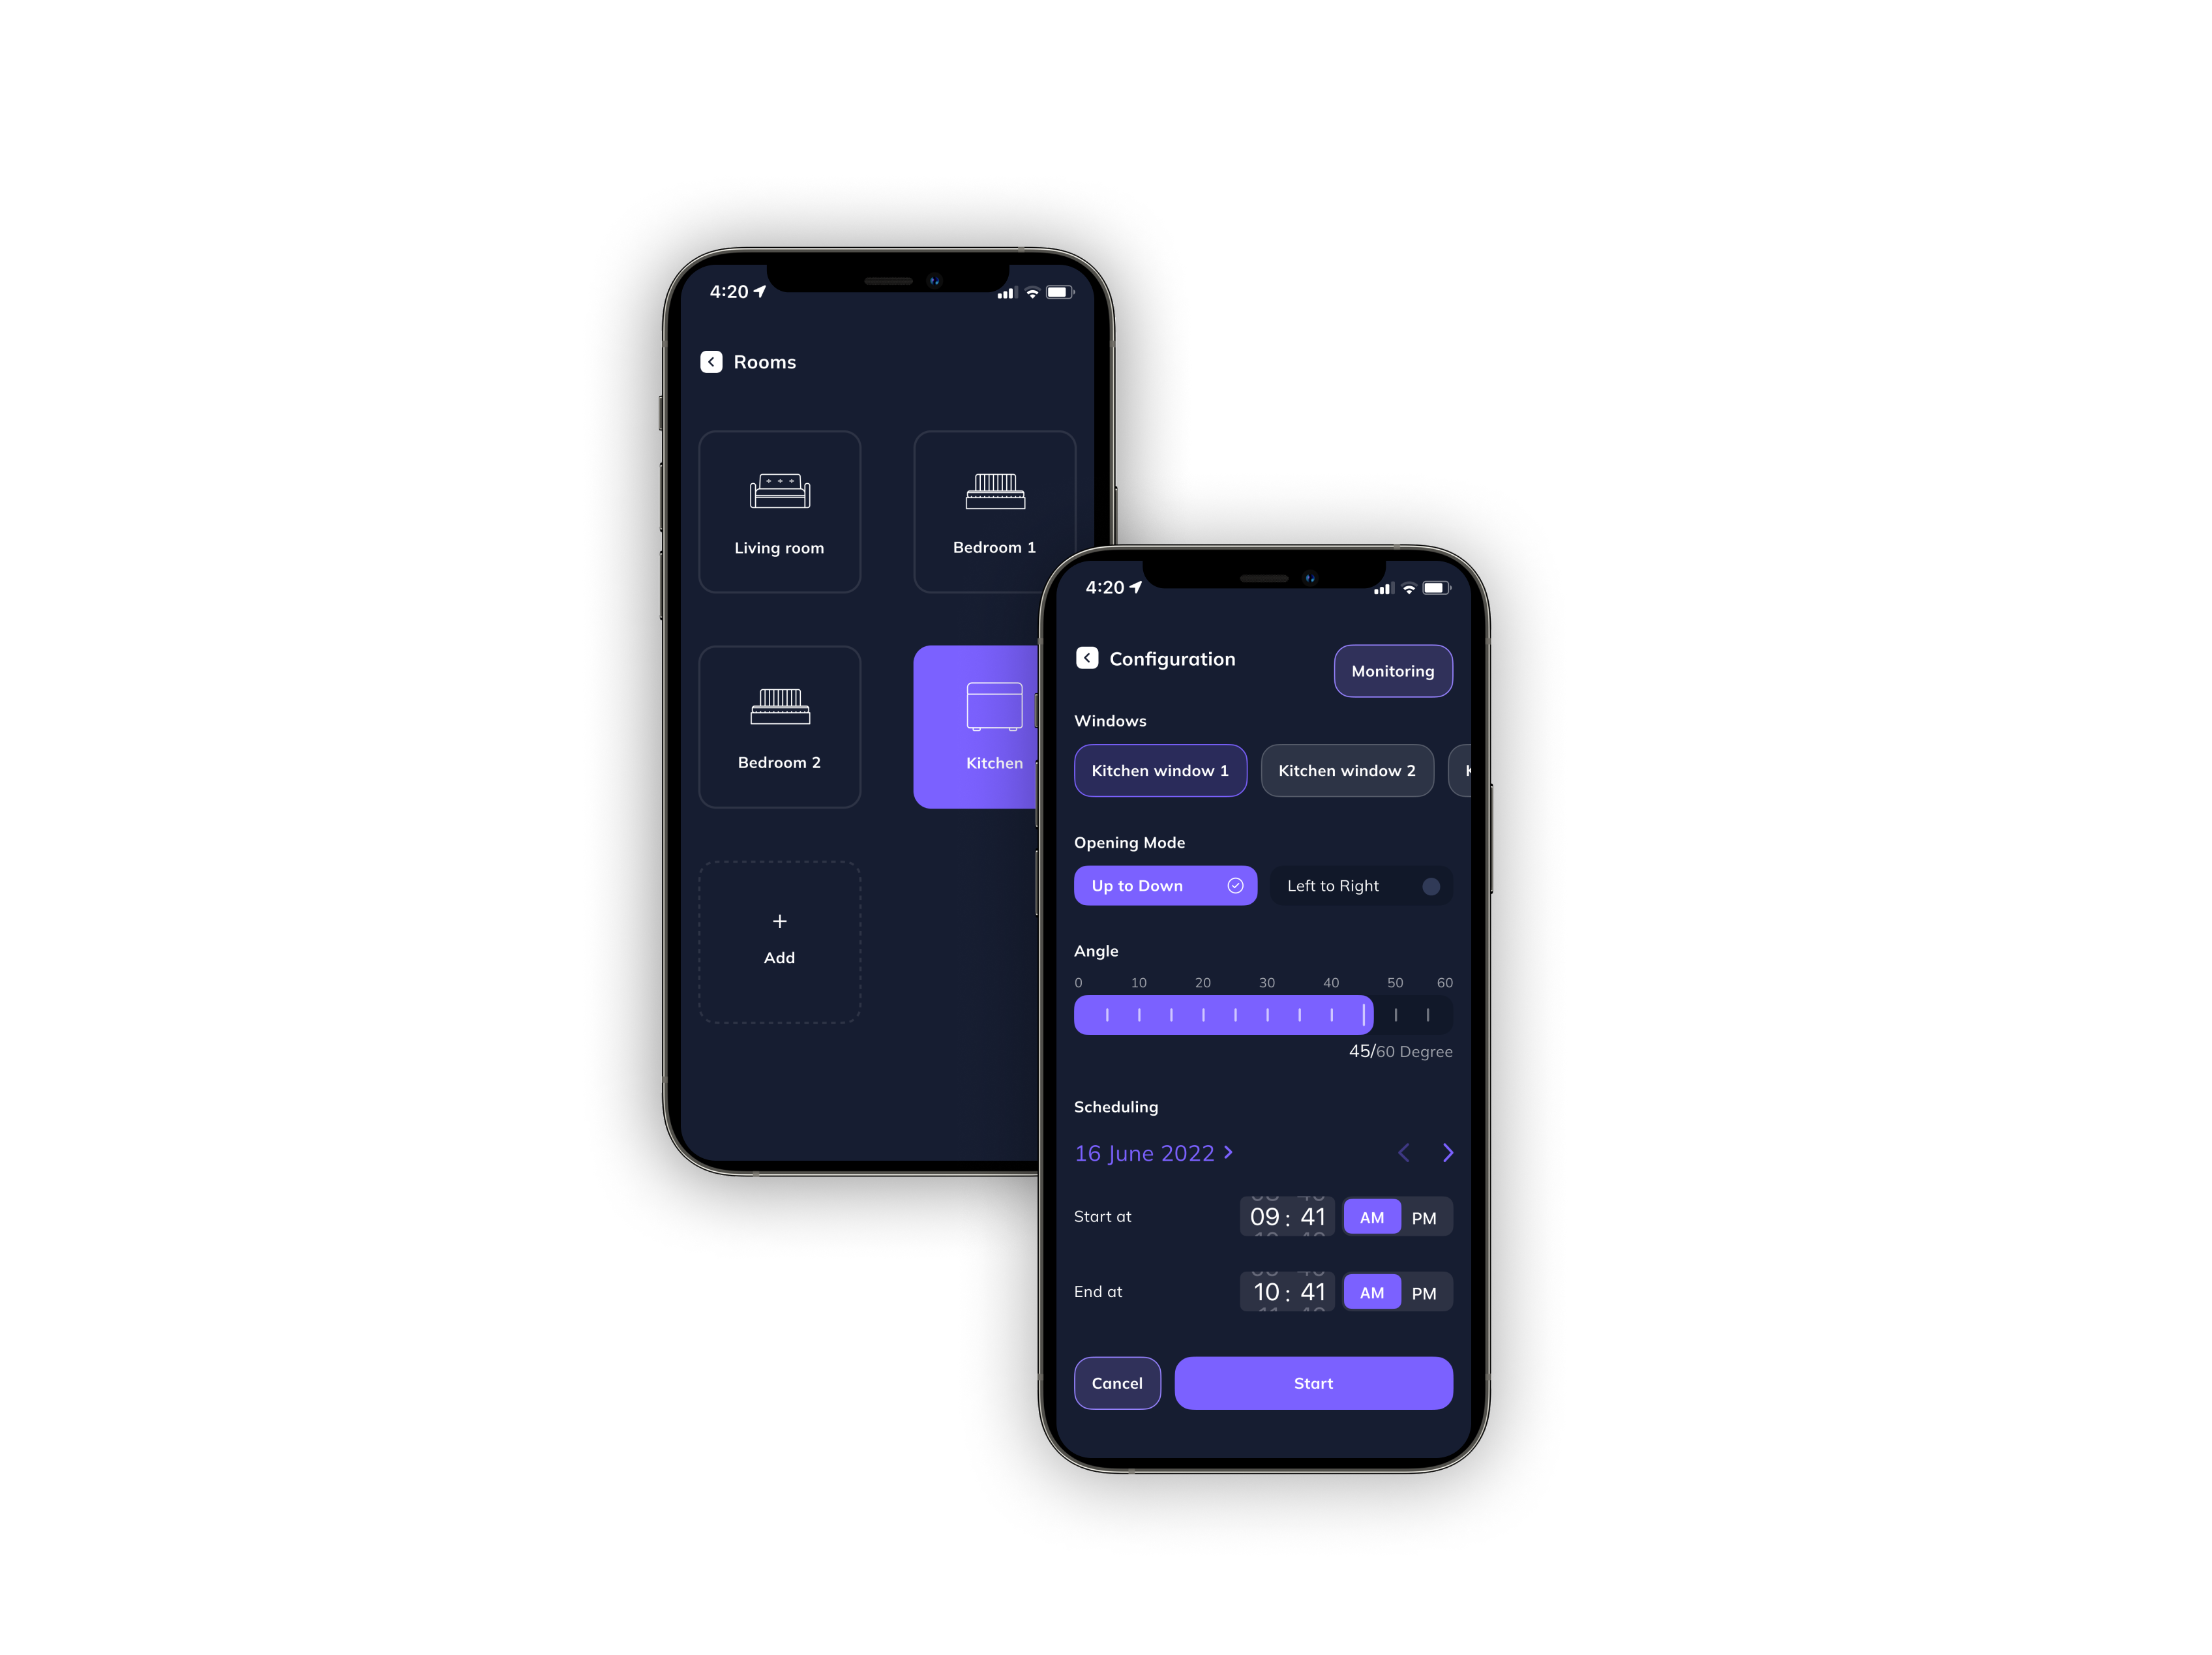 4:20
Rooms
Living room
Bedroom 1
Bedroom 2
Kitchen
+
Add
4:20
Configuration
Monitoring
Windows
Kitchen window 1
Kitchen window 2
Opening Mode
Up to Down
Left to Right
Angle
0 10 20 30 40 50 60
45/60 Degree
Scheduling
16 June 2022
Start at
09 : 41
AM PM
End at
10 : 41
AM PM
Cancel
Start